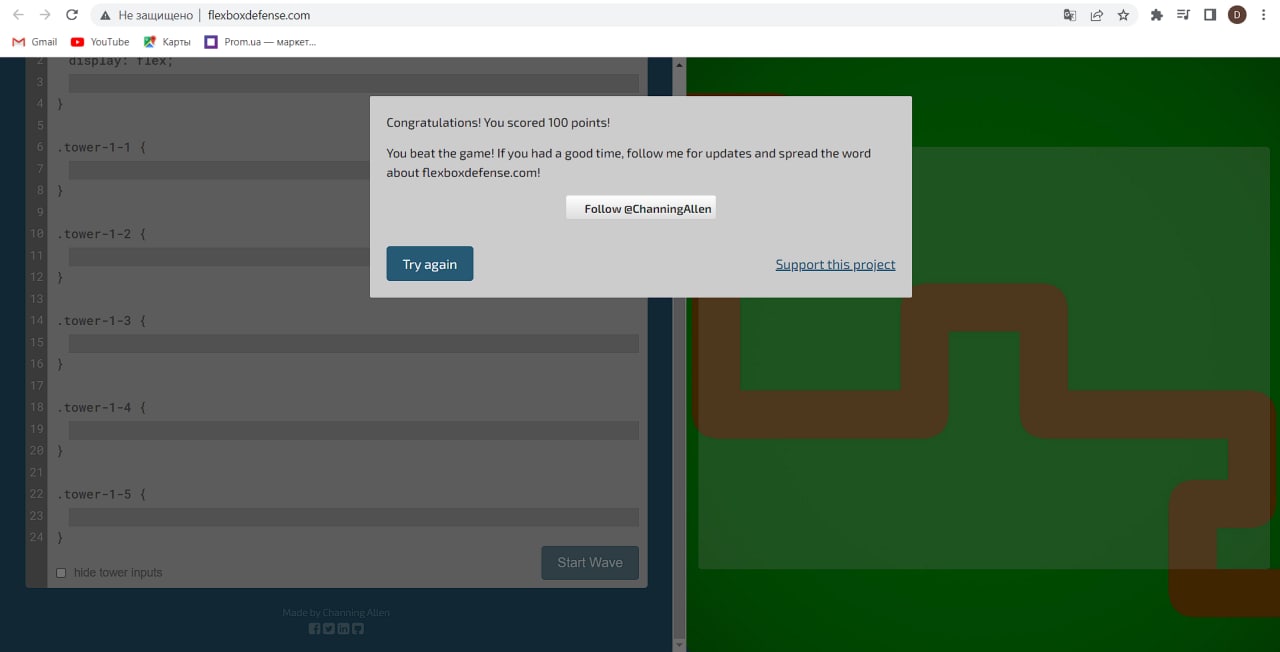 Не защищено | flexboxdefense.com
D
Gmail YouTube Карты Prom.ua — маркет...
2 display: flex;
3
4 }
5
6 .tower-1-1 {
7
8 }
9
10 .tower-1-2 {
11
12 }
13
14 .tower-1-3 {
15
16 }
17
18 .tower-1-4 {
19
20 }
21
22 .tower-1-5 {
23
24 }
hide tower inputs
Start Wave
Made by Channing Allen
Congratulations! You scored 100 points!
You beat the game! If you had a good time, follow me for updates and spread the word
about flexboxdefense.com!
Follow @ChanningAllen
Try again
Support this project